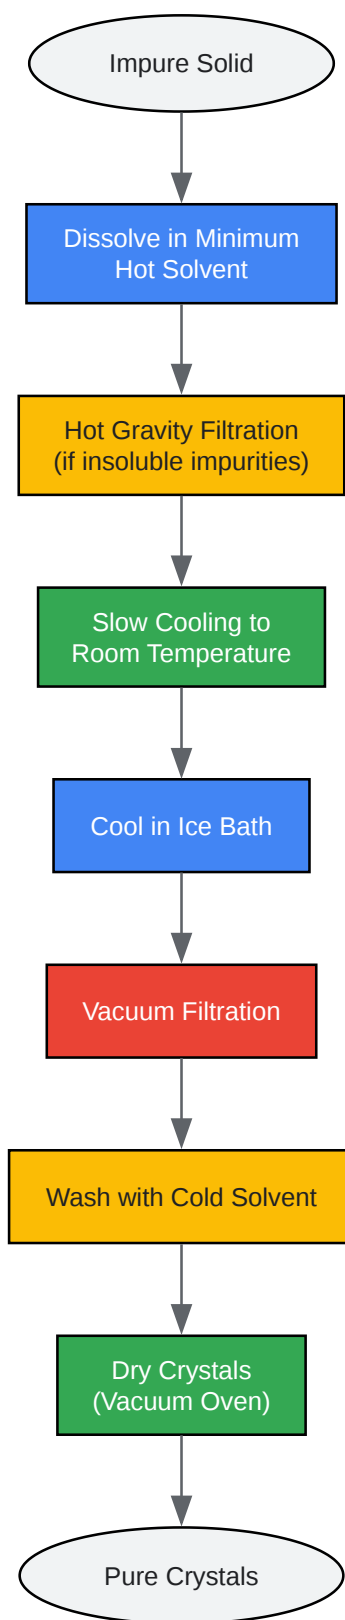 Impure Solid
Dissolve in Minimum
Hot Solvent
Hot Gravity Filtration
(if insoluble impurities)
Slow Cooling to
Room Temperature
Cool in Ice Bath
Vacuum Filtration
Wash with Cold Solvent
Dry Crystals
(Vacuum Oven)
Pure Crystals